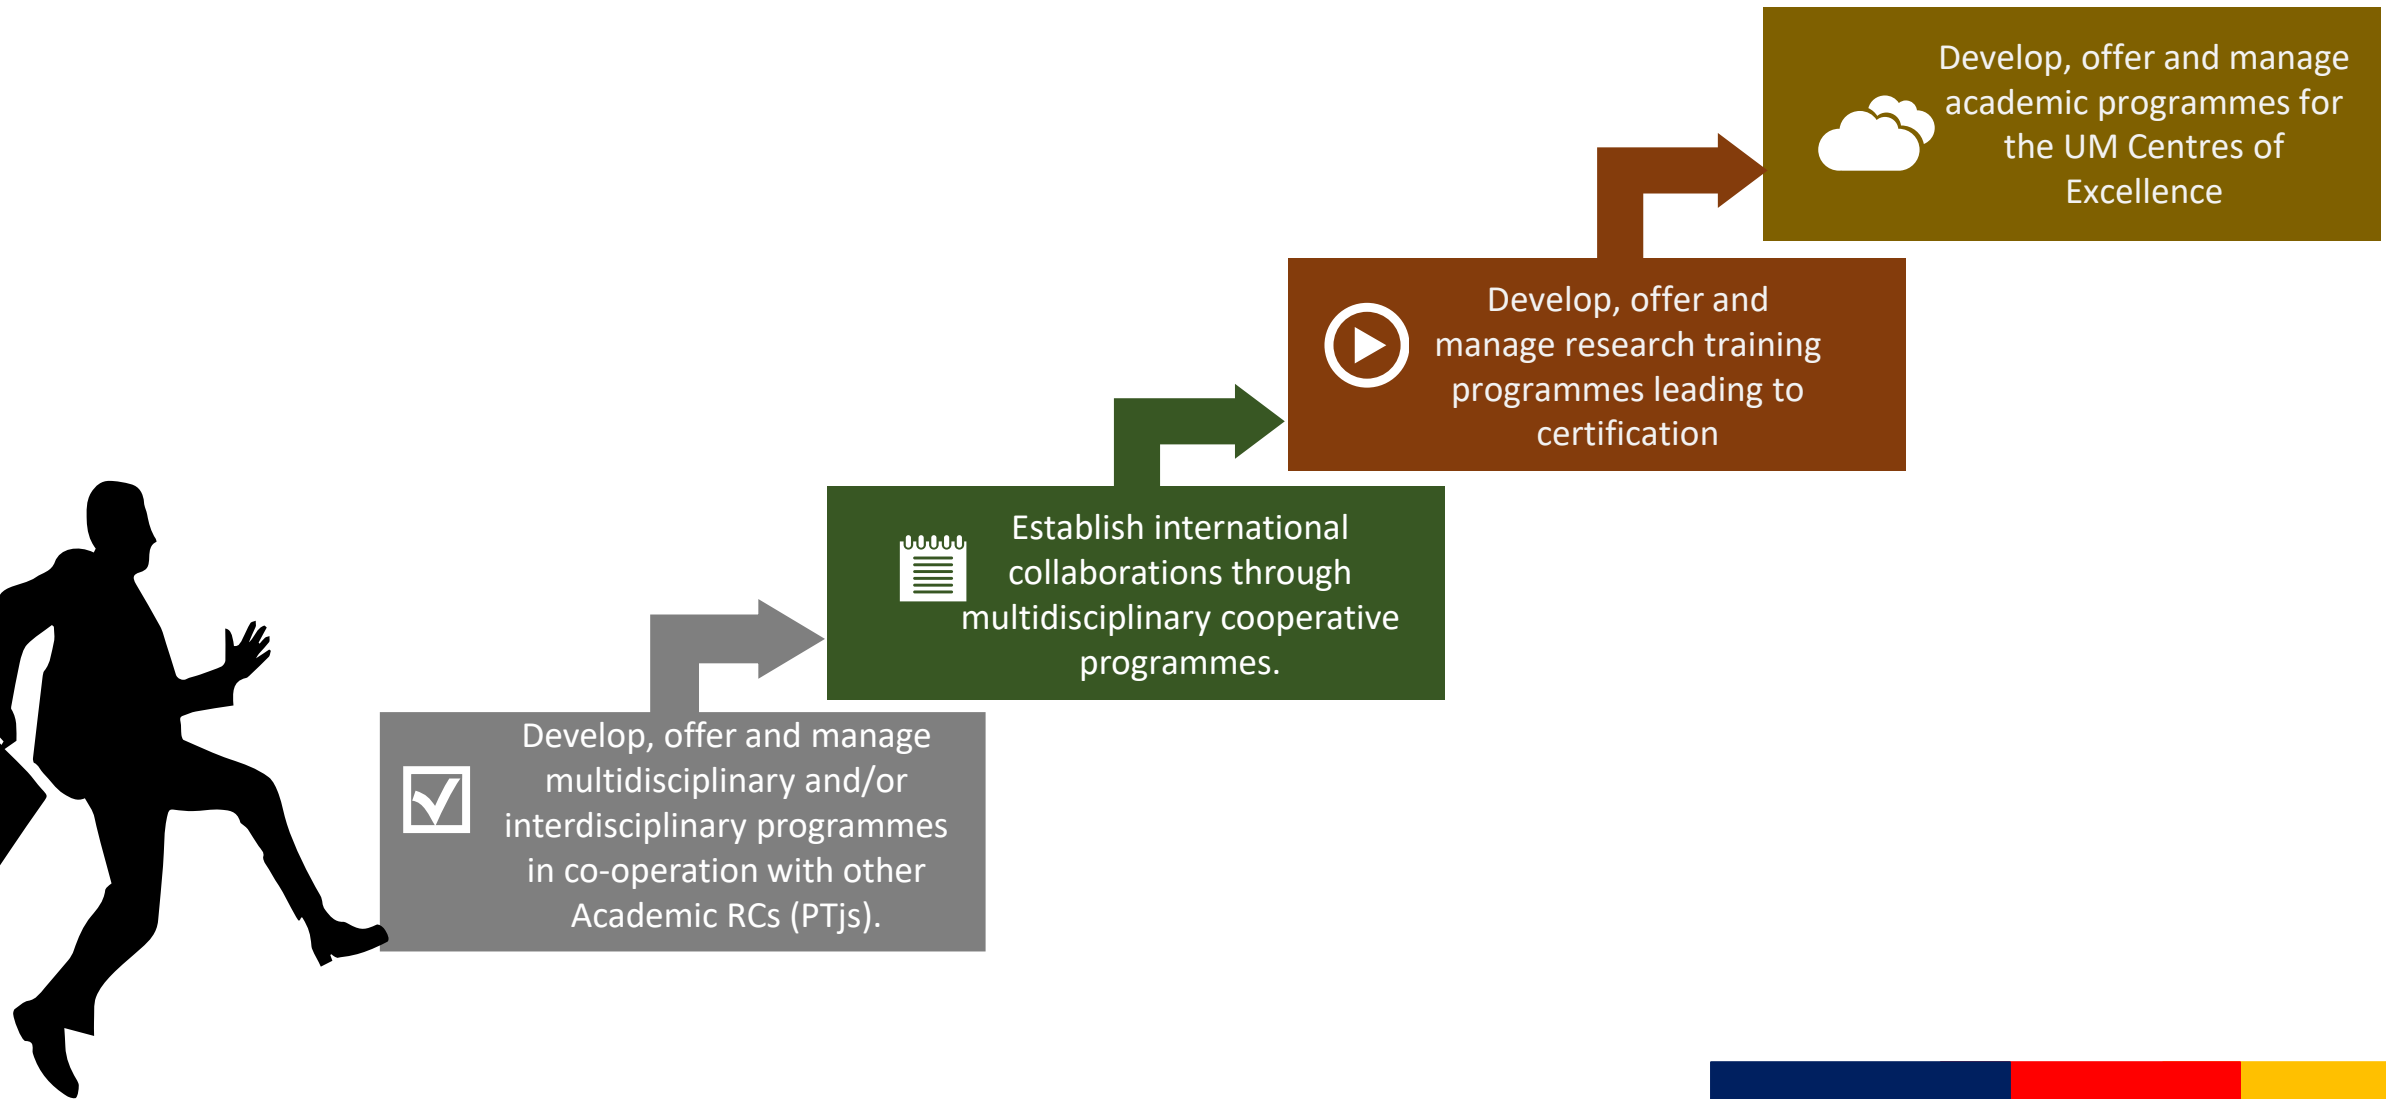 Develop, offer and manage
academic programmes for
the UM Centres of
Excellence
Develop, offer and
manage research training
programmes leading to
certification
Establish international
collaborations through
multidisciplinary cooperative
programmes.
Develop, offer and manage
multidisciplinary and/or
interdisciplinary programmes
in co-operation with other
Academic RCs (PTjs).